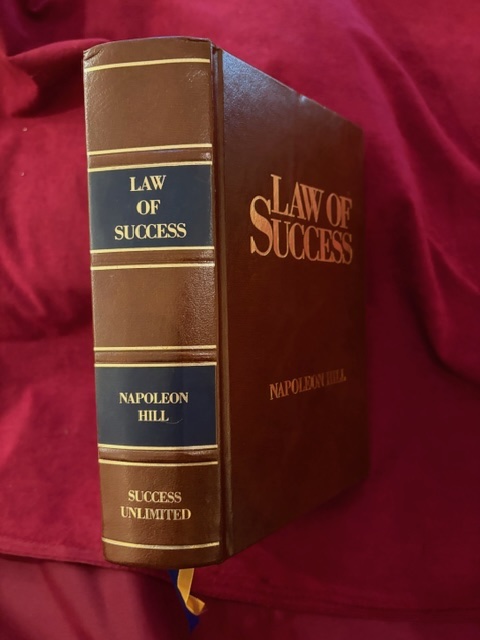 LAW
OF
SUCCESS
NAPOLEON
HILL
SUCCESS
UNLIMITED
LAW OF
SUCCESS
NAPOLEON HILL